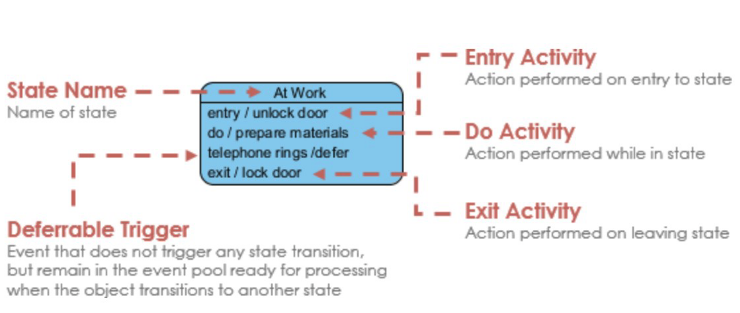 Entry Activity
Action performed on entry to state
State Name
Name of state
At Work
entry / unlock door
do / prepare materials
telephone rings /defer
exit / lock door
Do Activity
Action performed while in state
Exit Activity
Action performed on leaving state
Deferrable Trigger
Event that does not trigger any state transition,
but remain in the event pool ready for processing
when the object transitions to another state